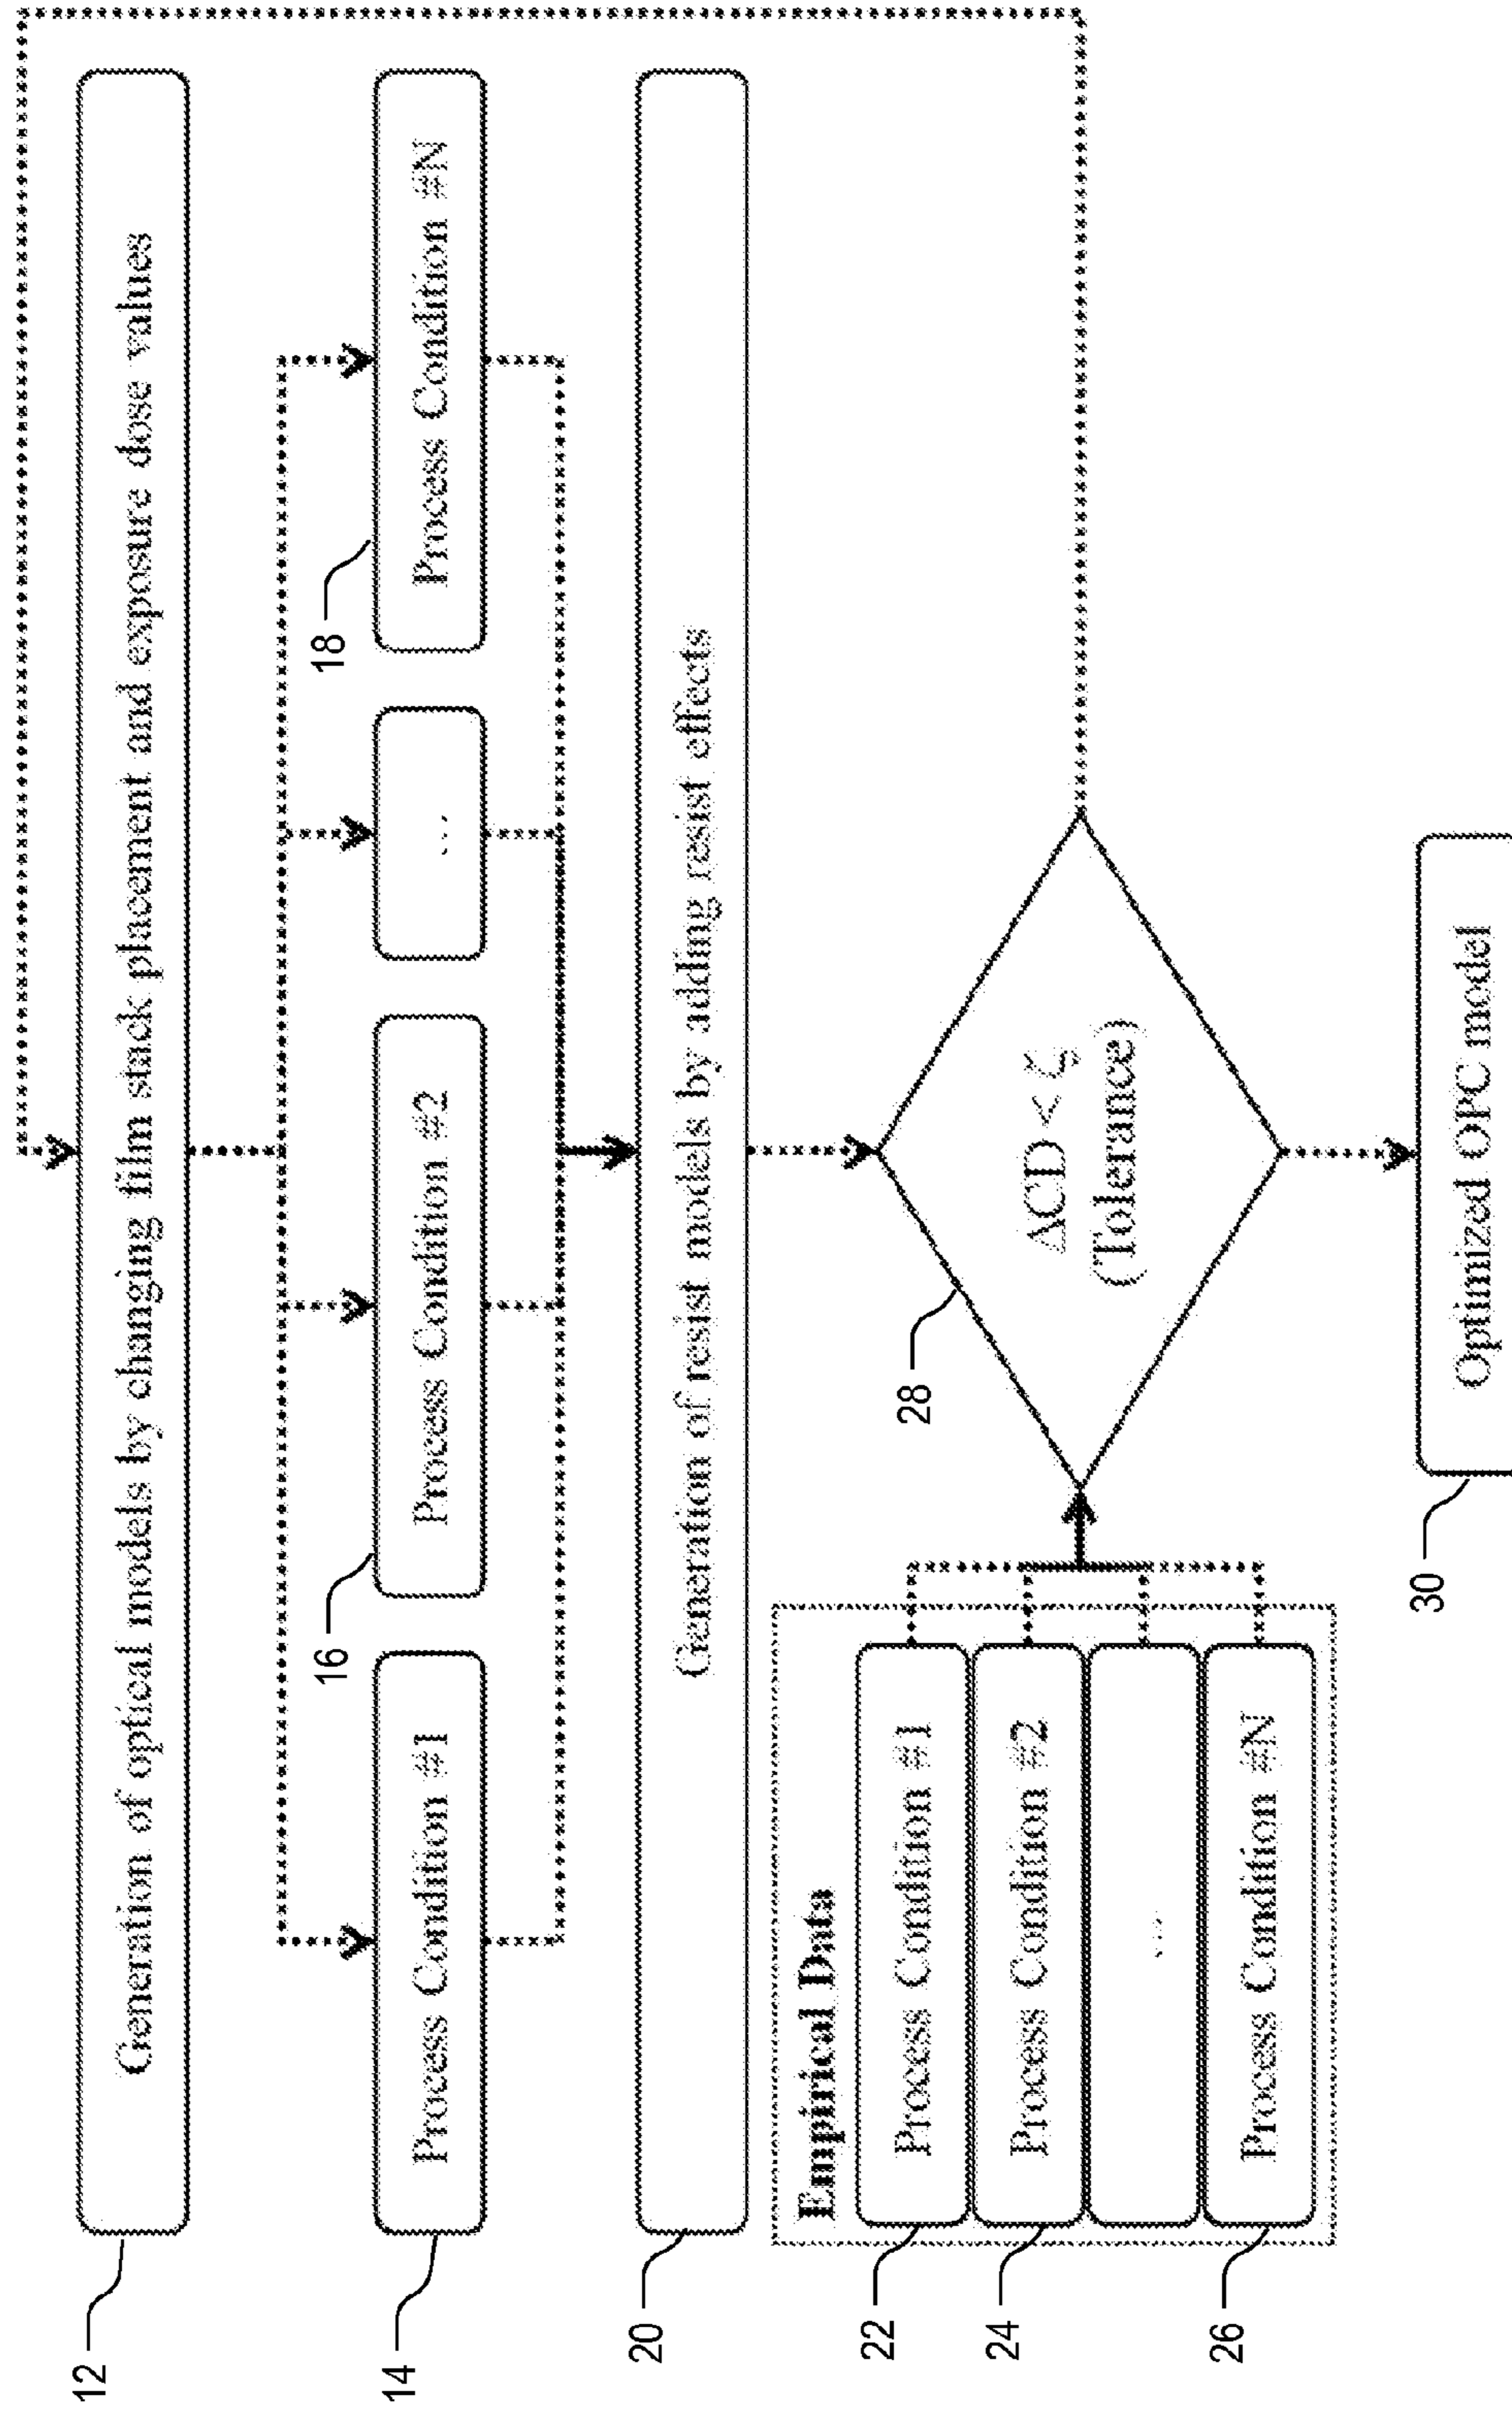 12
Generation of optical models by changing film stack placement and exposure dose values
14
Process Condition #1
16
Process Condition #2
...
18
Process Condition #N
20
Generation of resist models by adding resist effects
Empirical Data
22
Process Condition #1
24
Process Condition #2
...
26
Process Condition #N
28
ΔCD < ζ
(Tolerance)
30
Optimized OPC model